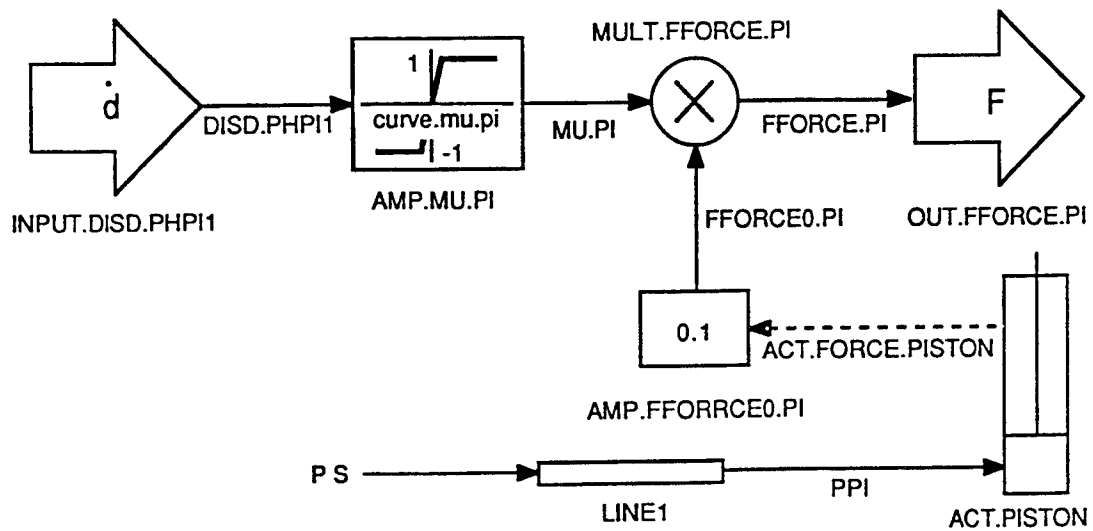 MULT.FFORCE.PI
ḋ
1
curve.mu.pi
-1
F
DISD.PHPI1
MU.PI
FFORCE.PI
AMP.MU.PI
INPUT.DISD.PHPI1
FFORCE0.PI
OUT.FFORCE.PI
0.1
ACT.FORCE.PISTON
AMP.FFORRCE0.PI
P S
PPI
LINE1
ACT.PISTON